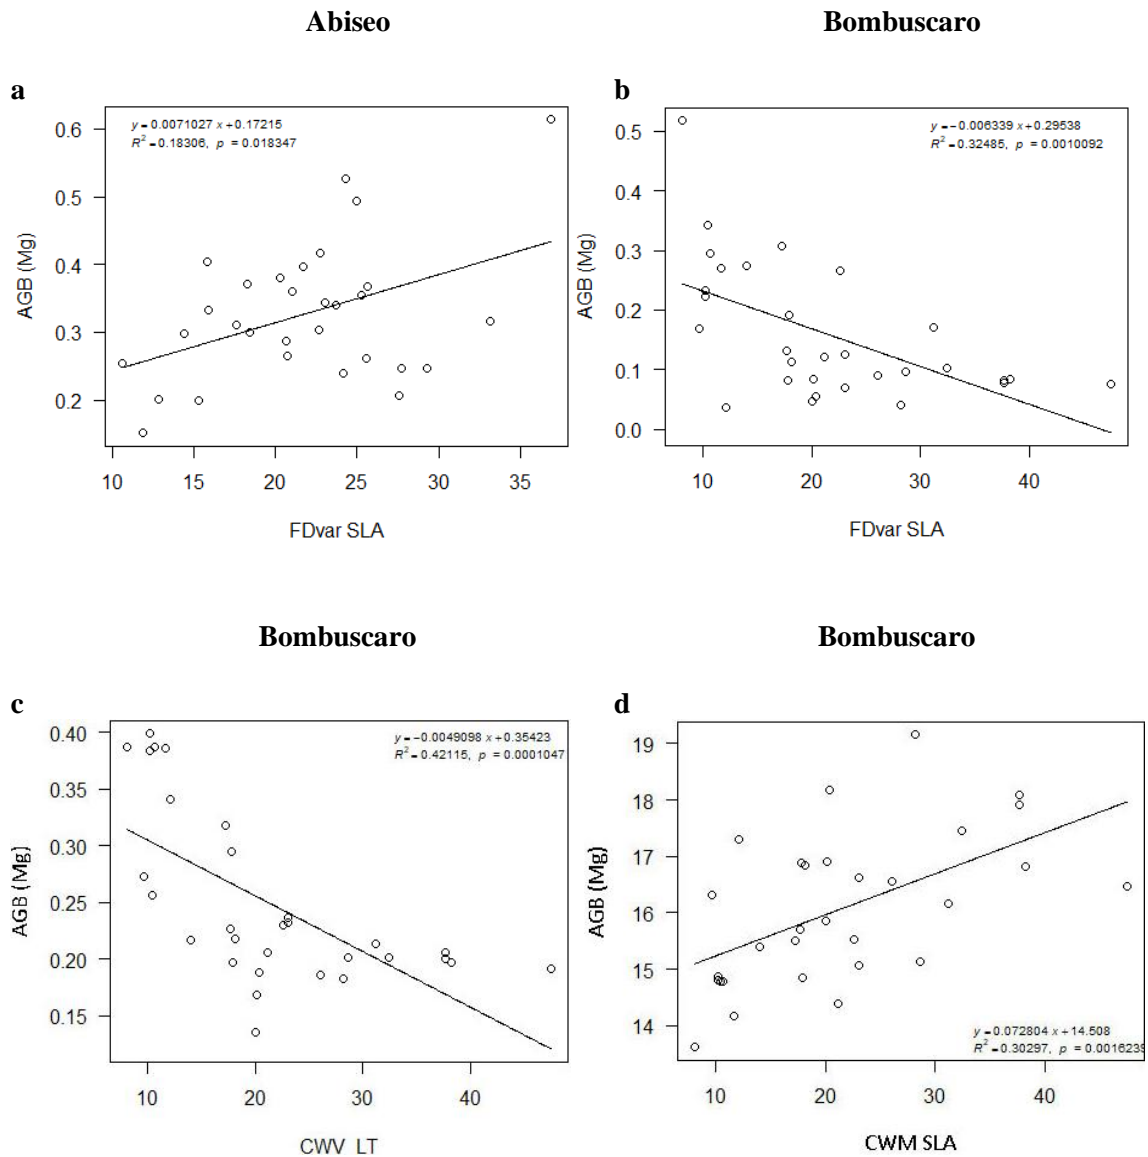 Abiseo
Bombuscaro
a
y = 0.0071027 x + 0.17215
R² = 0.18306, p = 0.018347
0.6
0.5
0.4
0.3
0.2
AGB (Mg)
10 15 20 25 30 35
FDvar SLA
b
y = −0.006339 x + 0.29538
R² = 0.32485, p = 0.0010092
0.5
0.4
0.3
0.2
0.1
0.0
AGB (Mg)
10 20 30 40
FDvar SLA
Bombuscaro
Bombuscaro
c
y = −0.0049098 x + 0.35423
R² = 0.42115, p = 0.0001047
0.40
0.35
0.30
0.25
0.20
0.15
AGB (Mg)
10 20 30 40
CWV LT
d
19
18
17
16
15
14
AGB (Mg)
y = 0.072804 x + 14.508
R² = 0.30297, p = 0.0016239
10 20 30 40
CWM SLA